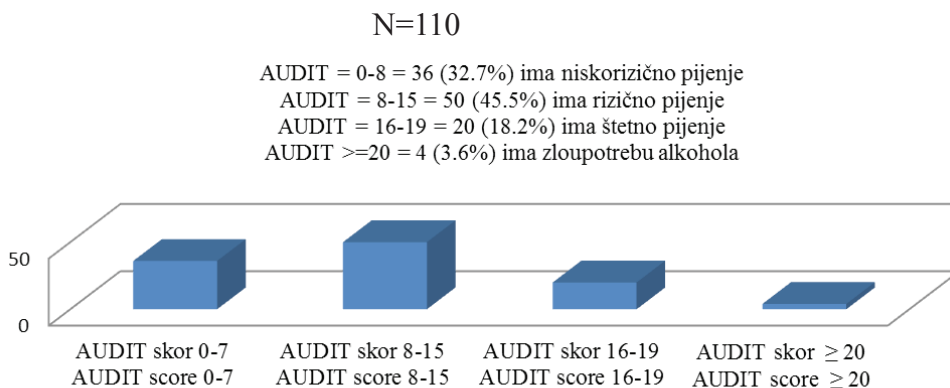 N=110
AUDIT = 0-8 = 36 (32.7%) ima niskorizično pijenje
AUDIT = 8-15 = 50 (45.5%) ima rizično pijenje
AUDIT = 16-19 = 20 (18.2%) ima štetno pijenje
AUDIT >=20 = 4 (3.6%) ima zloupotrebu alkohola
50
0
AUDIT skor 0-7
AUDIT score 0-7
AUDIT skor 8-15
AUDIT score 8-15
AUDIT skor 16-19
AUDIT score 16-19
AUDIT skor ≥ 20
AUDIT score ≥ 20